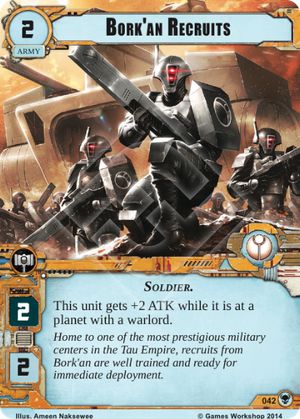 2
ARMY
BORK'AN RECRUITS
SOLDIER.
2
This unit gets +2 ATK while it is at a
planet with a warlord.
2
Home to one of the most prestigious military
centers in the Tau Empire, recruits from
Bork'an are well trained and ready for
immediate deployment.
042
Illus. Ameen Naksewee
© Games Workshop 2014